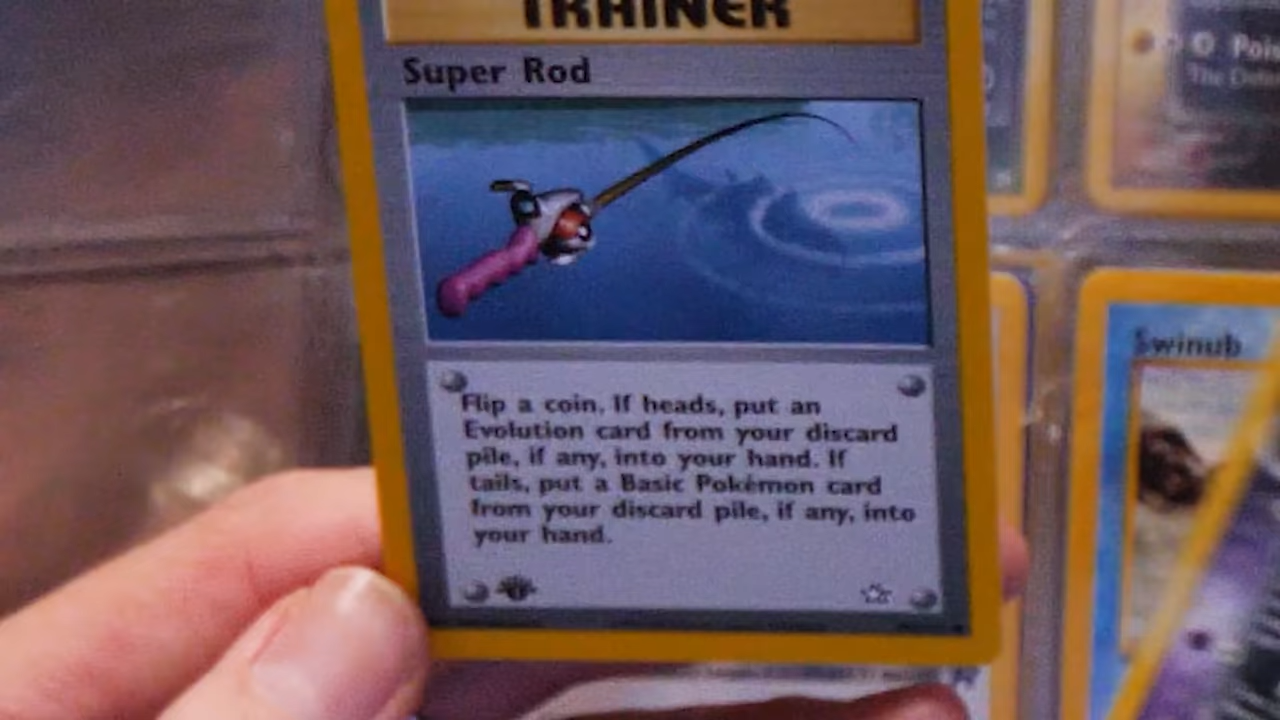 TRAINER
Super Rod
Flip a coin. If heads, put an
Evolution card from your discard
pile, if any, into your hand. If
tails, put a Basic Pokémon card
from your discard pile, if any, into
your hand.
Swinub